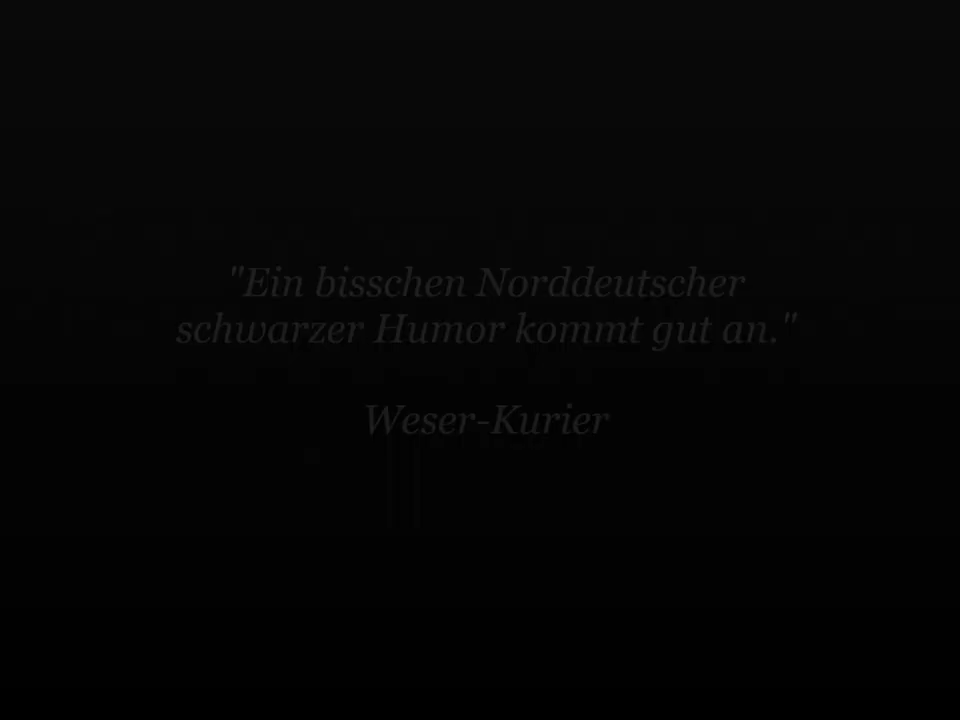 "Ein bisschen Norddeutscher
schwarzer Humor kommt gut an."
Weser-Kurier